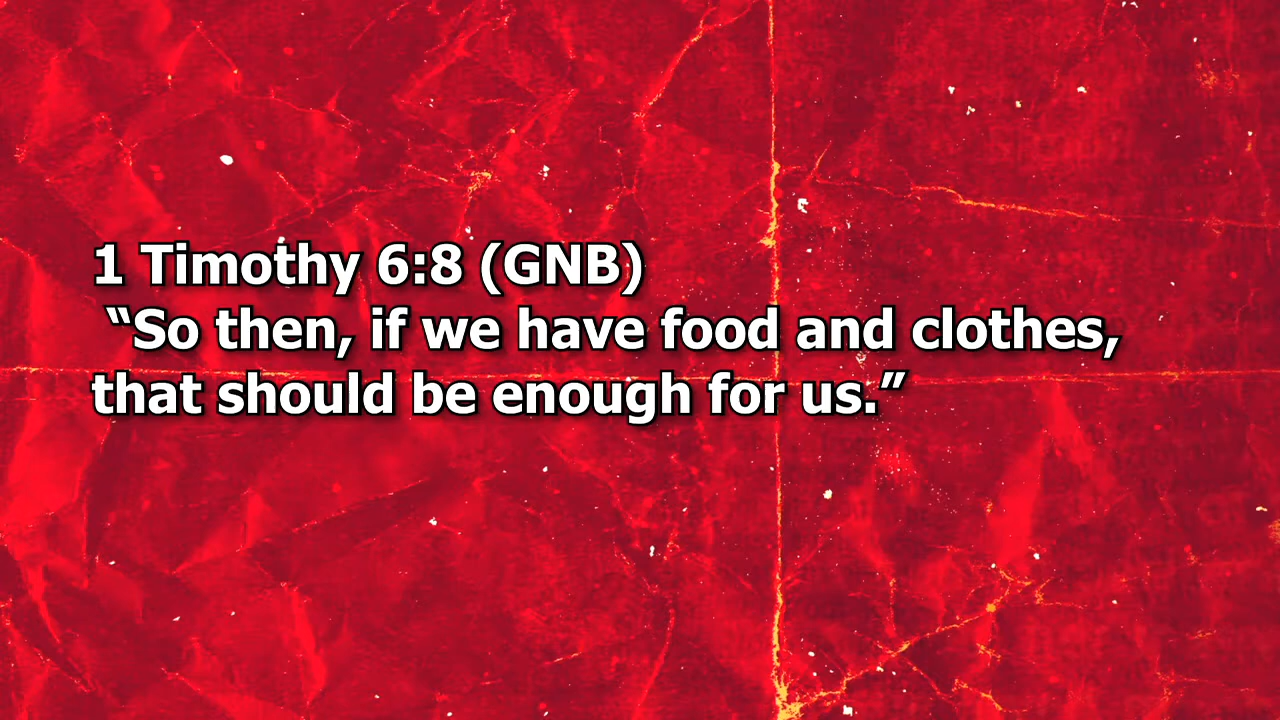 1 Timothy 6:8 (GNB)
“So then, if we have food and clothes,
that should be enough for us.”